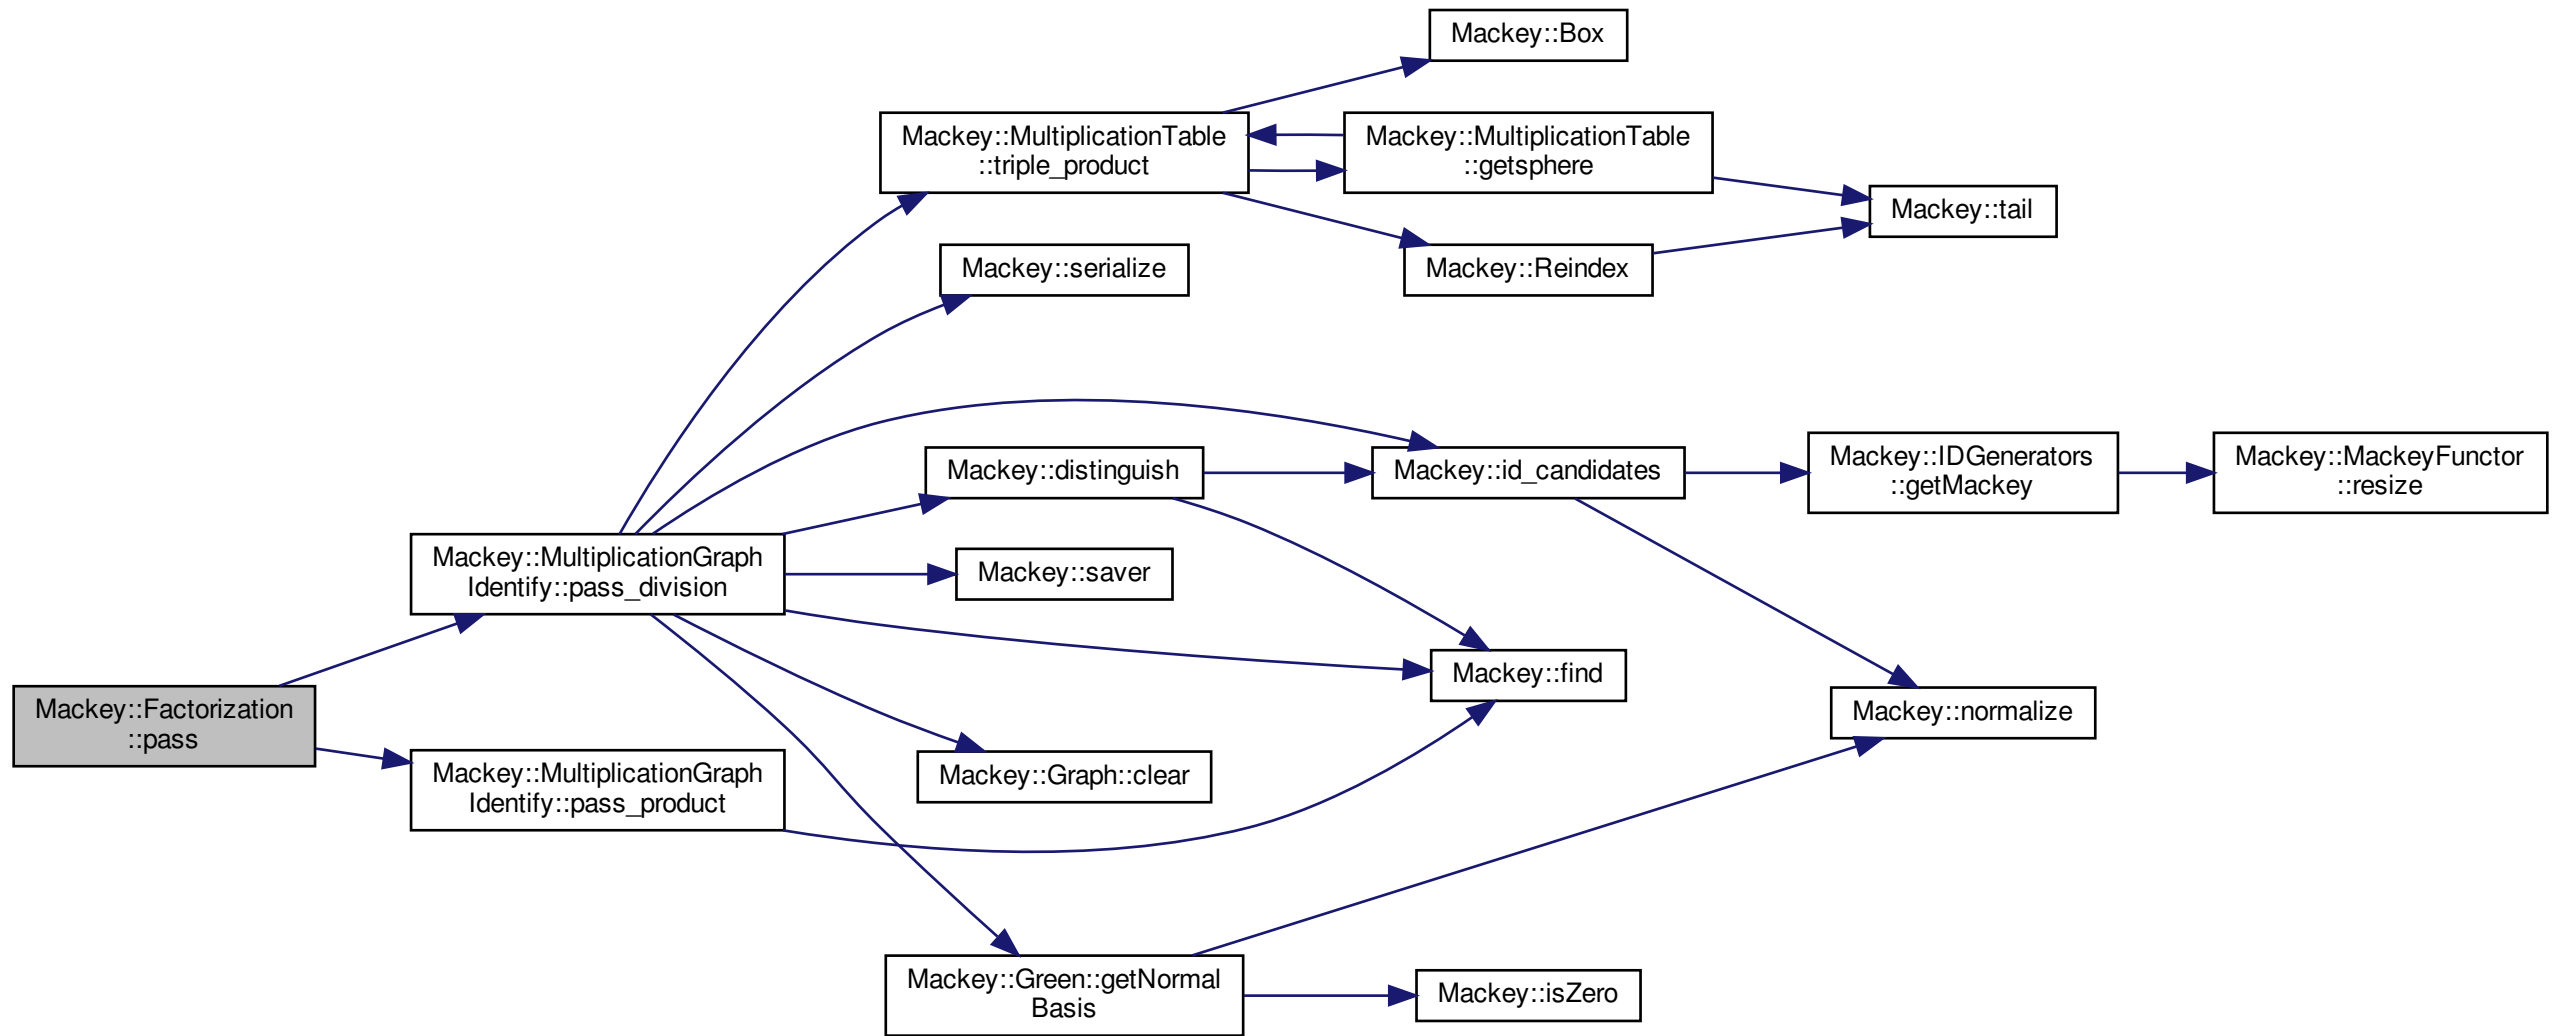 Mackey::Box
Mackey::MultiplicationTable
::triple_product
Mackey::MultiplicationTable
::getsphere
Mackey::tail
Mackey::serialize
Mackey::Reindex
Mackey::distinguish
Mackey::id_candidates
Mackey::IDGenerators
::getMackey
Mackey::MackeyFunctor
::resize
Mackey::MultiplicationGraph
Identify::pass_division
Mackey::saver
Mackey::find
Mackey::Factorization
::pass
Mackey::MultiplicationGraph
Identify::pass_product
Mackey::Graph::clear
Mackey::normalize
Mackey::Green::getNormal
Basis
Mackey::isZero